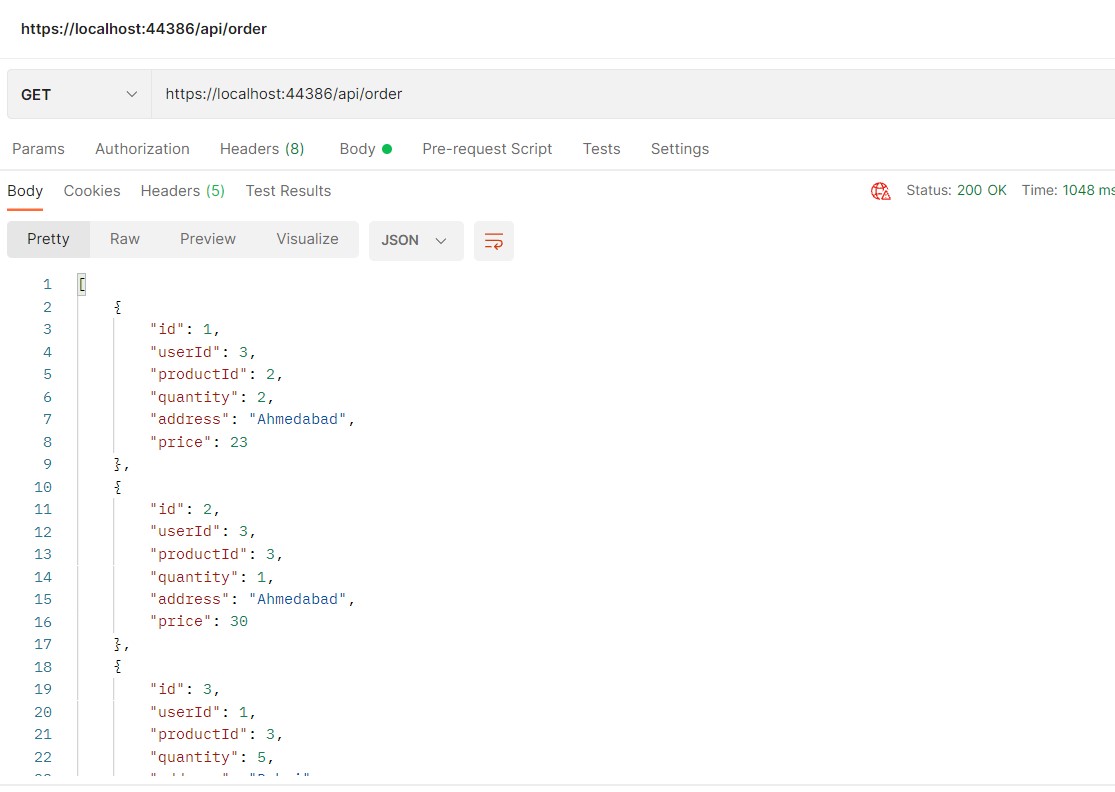 https://localhost:44386/api/order
GET https://localhost:44386/api/order
Params Authorization Headers (8) Body Pre-request Script Tests Settings
Body Cookies Headers (5) Test Results Status: 200 OK Time: 1048 ms
Pretty Raw Preview Visualize JSON
1 [
2 {
3 "id": 1,
4 "userId": 3,
5 "productId": 2,
6 "quantity": 2,
7 "address": "Ahmedabad",
8 "price": 23
9 },
10 {
11 "id": 2,
12 "userId": 3,
13 "productId": 3,
14 "quantity": 1,
15 "address": "Ahmedabad",
16 "price": 30
17 },
18 {
19 "id": 3,
20 "userId": 1,
21 "productId": 3,
22 "quantity": 5,